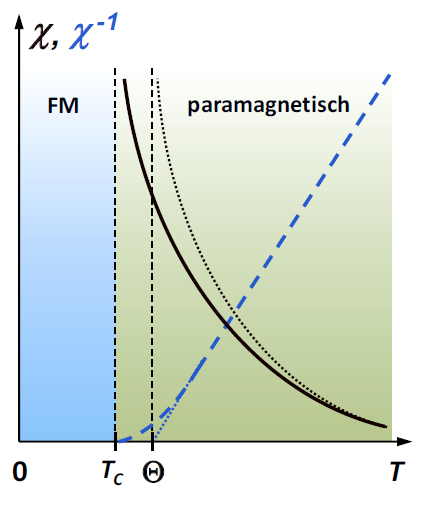 χ, χ⁻¹
FM
paramagnetisch
0
T_C
Θ
T